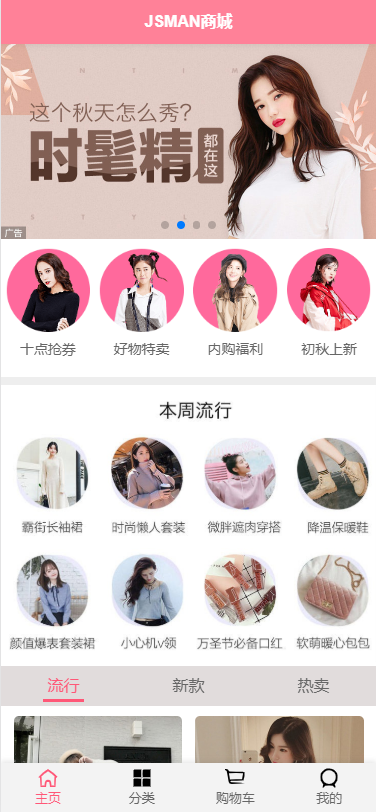 JSMAN商城
N T I M
这个秋天怎么秀?
时髦精
都在这
S T Y L
广告
十点抢券
好物特卖
内购福利
初秋上新
本周流行
霸街长袖裙
时尚懒人套装
微胖遮肉穿搭
降温保暖鞋
颜值爆表套装裙
小心机v领
万圣节必备口红
软萌暖心包包
流行
新款
热卖
主页
分类
购物车
我的